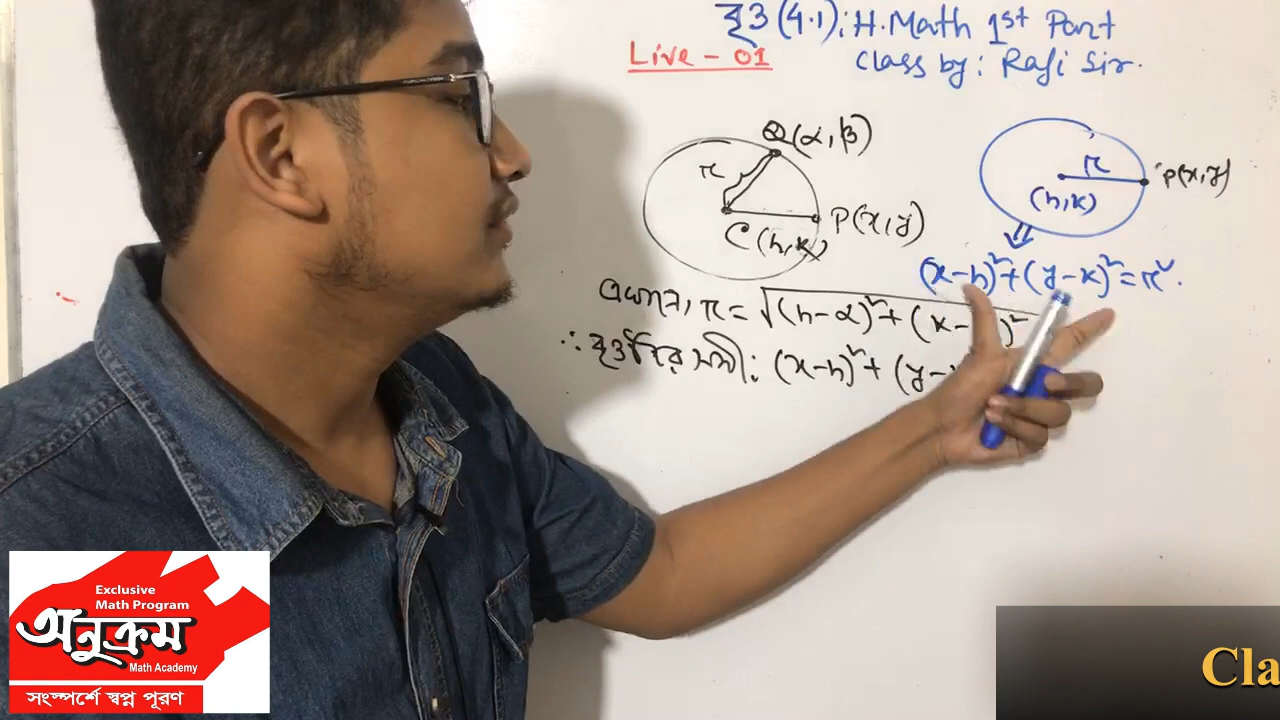 বৃত্ত (4.1): H.Math 1st Part
Live - 01
Class by: Rafi Sir.
Q(α,β)
r
P(x,y)
C(h,k)
r
P(x,y)
(h,k)
(x-h)²+(y-k)²=r².
এখানে, r = √(h-α)²+(k-
∴ বৃত্তটির সমী: (x-h)²+(y-
Exclusive
Math Program
অনুক্রম
Math Academy
সংস্পর্শে স্বপ্ন পূরণ
Cla